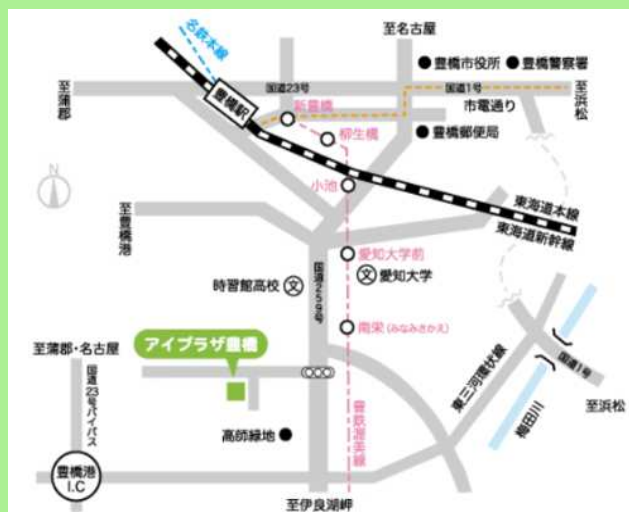 名鉄本線
至名古屋
豊橋市役所
豊橋警察署
至蒲郡
国道23号
国道1号
至浜松
豊橋駅
新豊橋
市電通り
柳生橋
豊橋郵便局
小池
N
至豊橋港
東海道本線
東海道新幹線
愛知大学前
時習館高校
文
国道259号
文
愛知大学
南栄(みなみさかえ)
至蒲郡・名古屋
アイプラザ豊橋
東三河環状線
国道1号
国道23号バイパス
至浜松
梅田川
豊鉄渥美線
高師緑地
豊橋港
I.C
至伊良湖岬